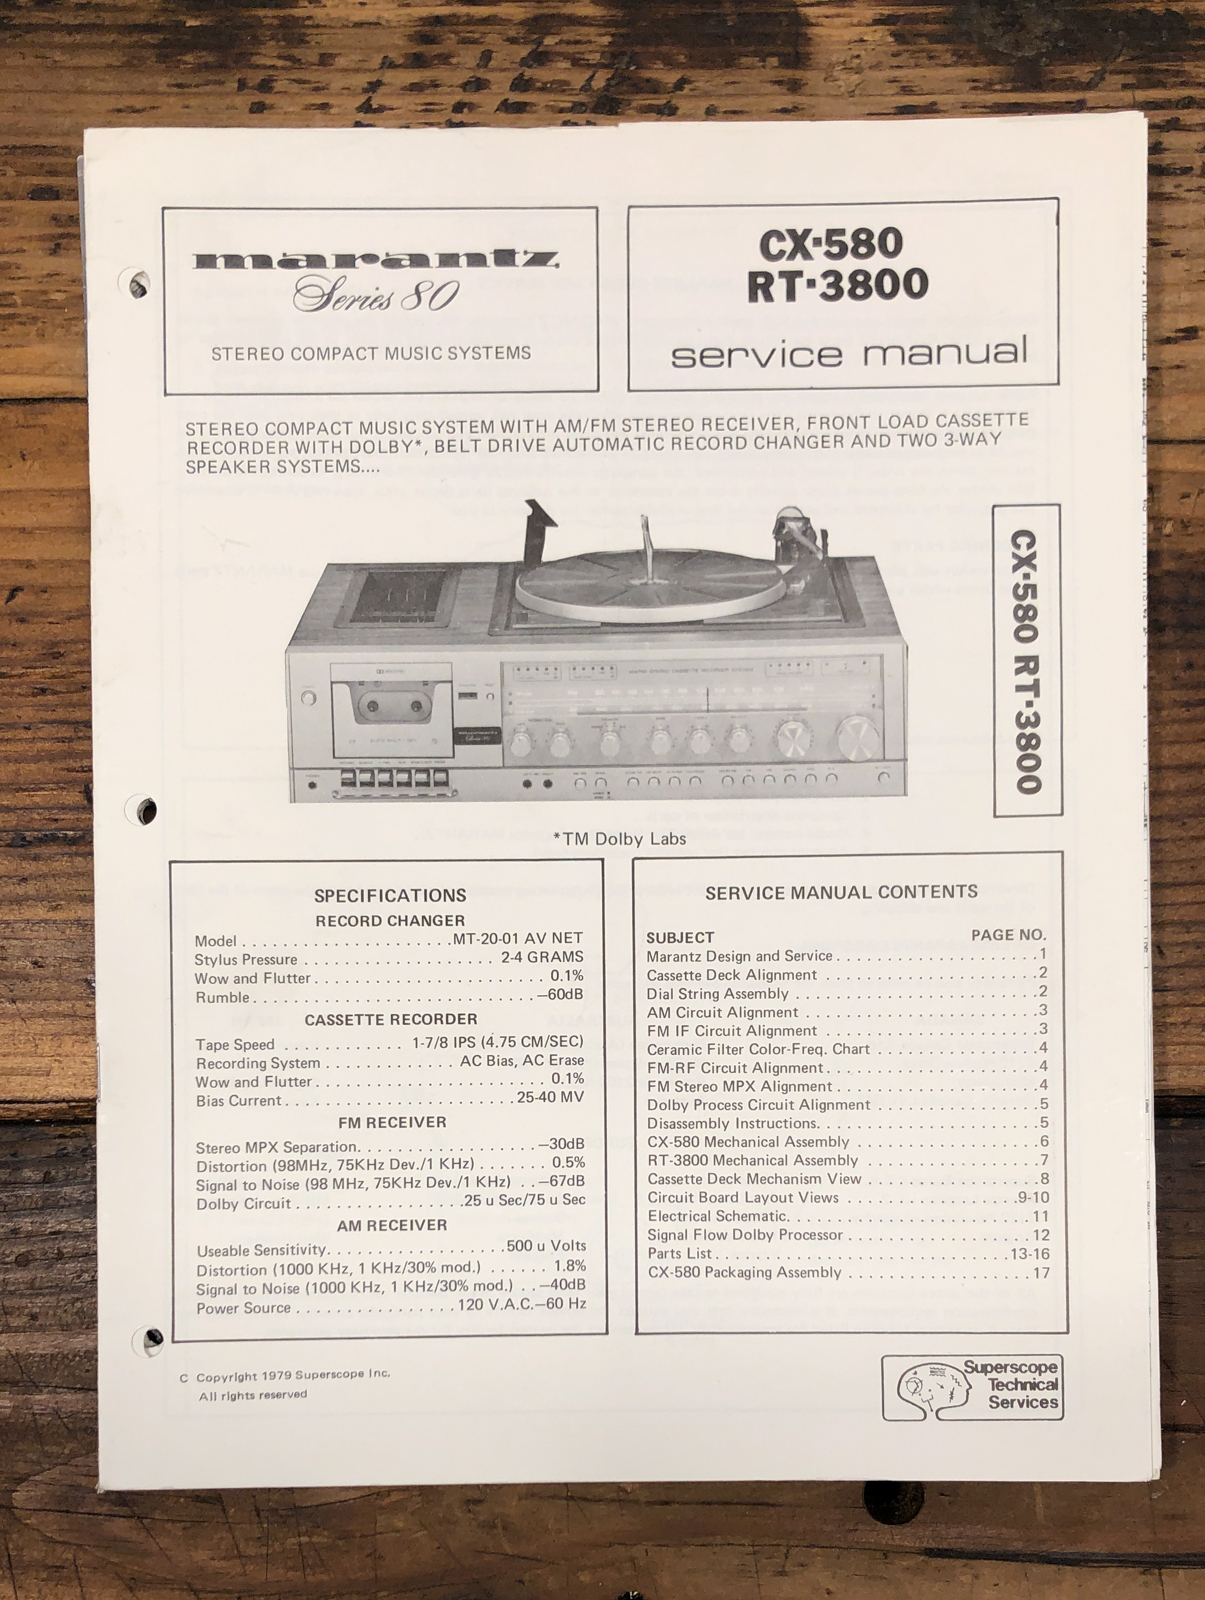 marantz
Series 80
STEREO COMPACT MUSIC SYSTEMS
CX-580
RT-3800
service manual
STEREO COMPACT MUSIC SYSTEM WITH AM/FM STEREO RECEIVER, FRONT LOAD CASSETTE
RECORDER WITH DOLBY*, BELT DRIVE AUTOMATIC RECORD CHANGER AND TWO 3-WAY
SPEAKER SYSTEMS....
CX-580 RT-3800
*TM Dolby Labs
SPECIFICATIONS
RECORD CHANGER
Model . . . . . . . . . . . . . . . . . . . . .MT-20-01 AV NET
Stylus Pressure . . . . . . . . . . . . . . . . . . 2-4 GRAMS
Wow and Flutter . . . . . . . . . . . . . . . . . . . . . . 0.1%
Rumble . . . . . . . . . . . . . . . . . . . . . . . . . . . –60dB
CASSETTE RECORDER
Tape Speed . . . . . . . . . . . . 1-7/8 IPS (4.75 CM/SEC)
Recording System . . . . . . . . . . . . . AC Bias, AC Erase
Wow and Flutter . . . . . . . . . . . . . . . . . . . . . . 0.1%
Bias Current . . . . . . . . . . . . . . . . . . . . . . 25-40 MV
FM RECEIVER
Stereo MPX Separation. . . . . . . . . . . . . . . . . –30dB
Distortion (98MHz, 75KHz Dev./1 KHz) . . . . . . . 0.5%
Signal to Noise (98 MHz, 75KHz Dev./1 KHz) . . –67dB
Dolby Circuit . . . . . . . . . . . . . . . . .25 u Sec/75 u Sec
AM RECEIVER
Useable Sensitivity. . . . . . . . . . . . . . . . . .500 u Volts
Distortion (1000 KHz, 1 KHz/30% mod.) . . . . . . 1.8%
Signal to Noise (1000 KHz, 1 KHz/30% mod.) . . –40dB
Power Source . . . . . . . . . . . . . . . . 120 V.A.C.–60 Hz
SERVICE MANUAL CONTENTS
SUBJECT PAGE NO.
Marantz Design and Service . . . . . . . . . . . . . . . . . . . . .1
Cassette Deck Alignment . . . . . . . . . . . . . . . . . . . . . . .2
Dial String Assembly . . . . . . . . . . . . . . . . . . . . . . . . .2
AM Circuit Alignment . . . . . . . . . . . . . . . . . . . . . . . . .3
FM IF Circuit Alignment . . . . . . . . . . . . . . . . . . . . . . .3
Ceramic Filter Color-Freq. Chart . . . . . . . . . . . . . . . . .4
FM-RF Circuit Alignment . . . . . . . . . . . . . . . . . . . . . .4
FM Stereo MPX Alignment . . . . . . . . . . . . . . . . . . . . .4
Dolby Process Circuit Alignment . . . . . . . . . . . . . . . . .5
Disassembly Instructions. . . . . . . . . . . . . . . . . . . . . . .5
CX-580 Mechanical Assembly . . . . . . . . . . . . . . . . . . .6
RT-3800 Mechanical Assembly . . . . . . . . . . . . . . . . . .7
Cassette Deck Mechanism View . . . . . . . . . . . . . . . . . .8
Circuit Board Layout Views . . . . . . . . . . . . . . . . . .9-10
Electrical Schematic. . . . . . . . . . . . . . . . . . . . . . . . .11
Signal Flow Dolby Processor . . . . . . . . . . . . . . . . . . .12
Parts List . . . . . . . . . . . . . . . . . . . . . . . . . . . . . .13-16
CX-580 Packaging Assembly . . . . . . . . . . . . . . . . . . .17
C Copyright 1979 Superscope Inc.
All rights reserved
Superscope
Technical
Services